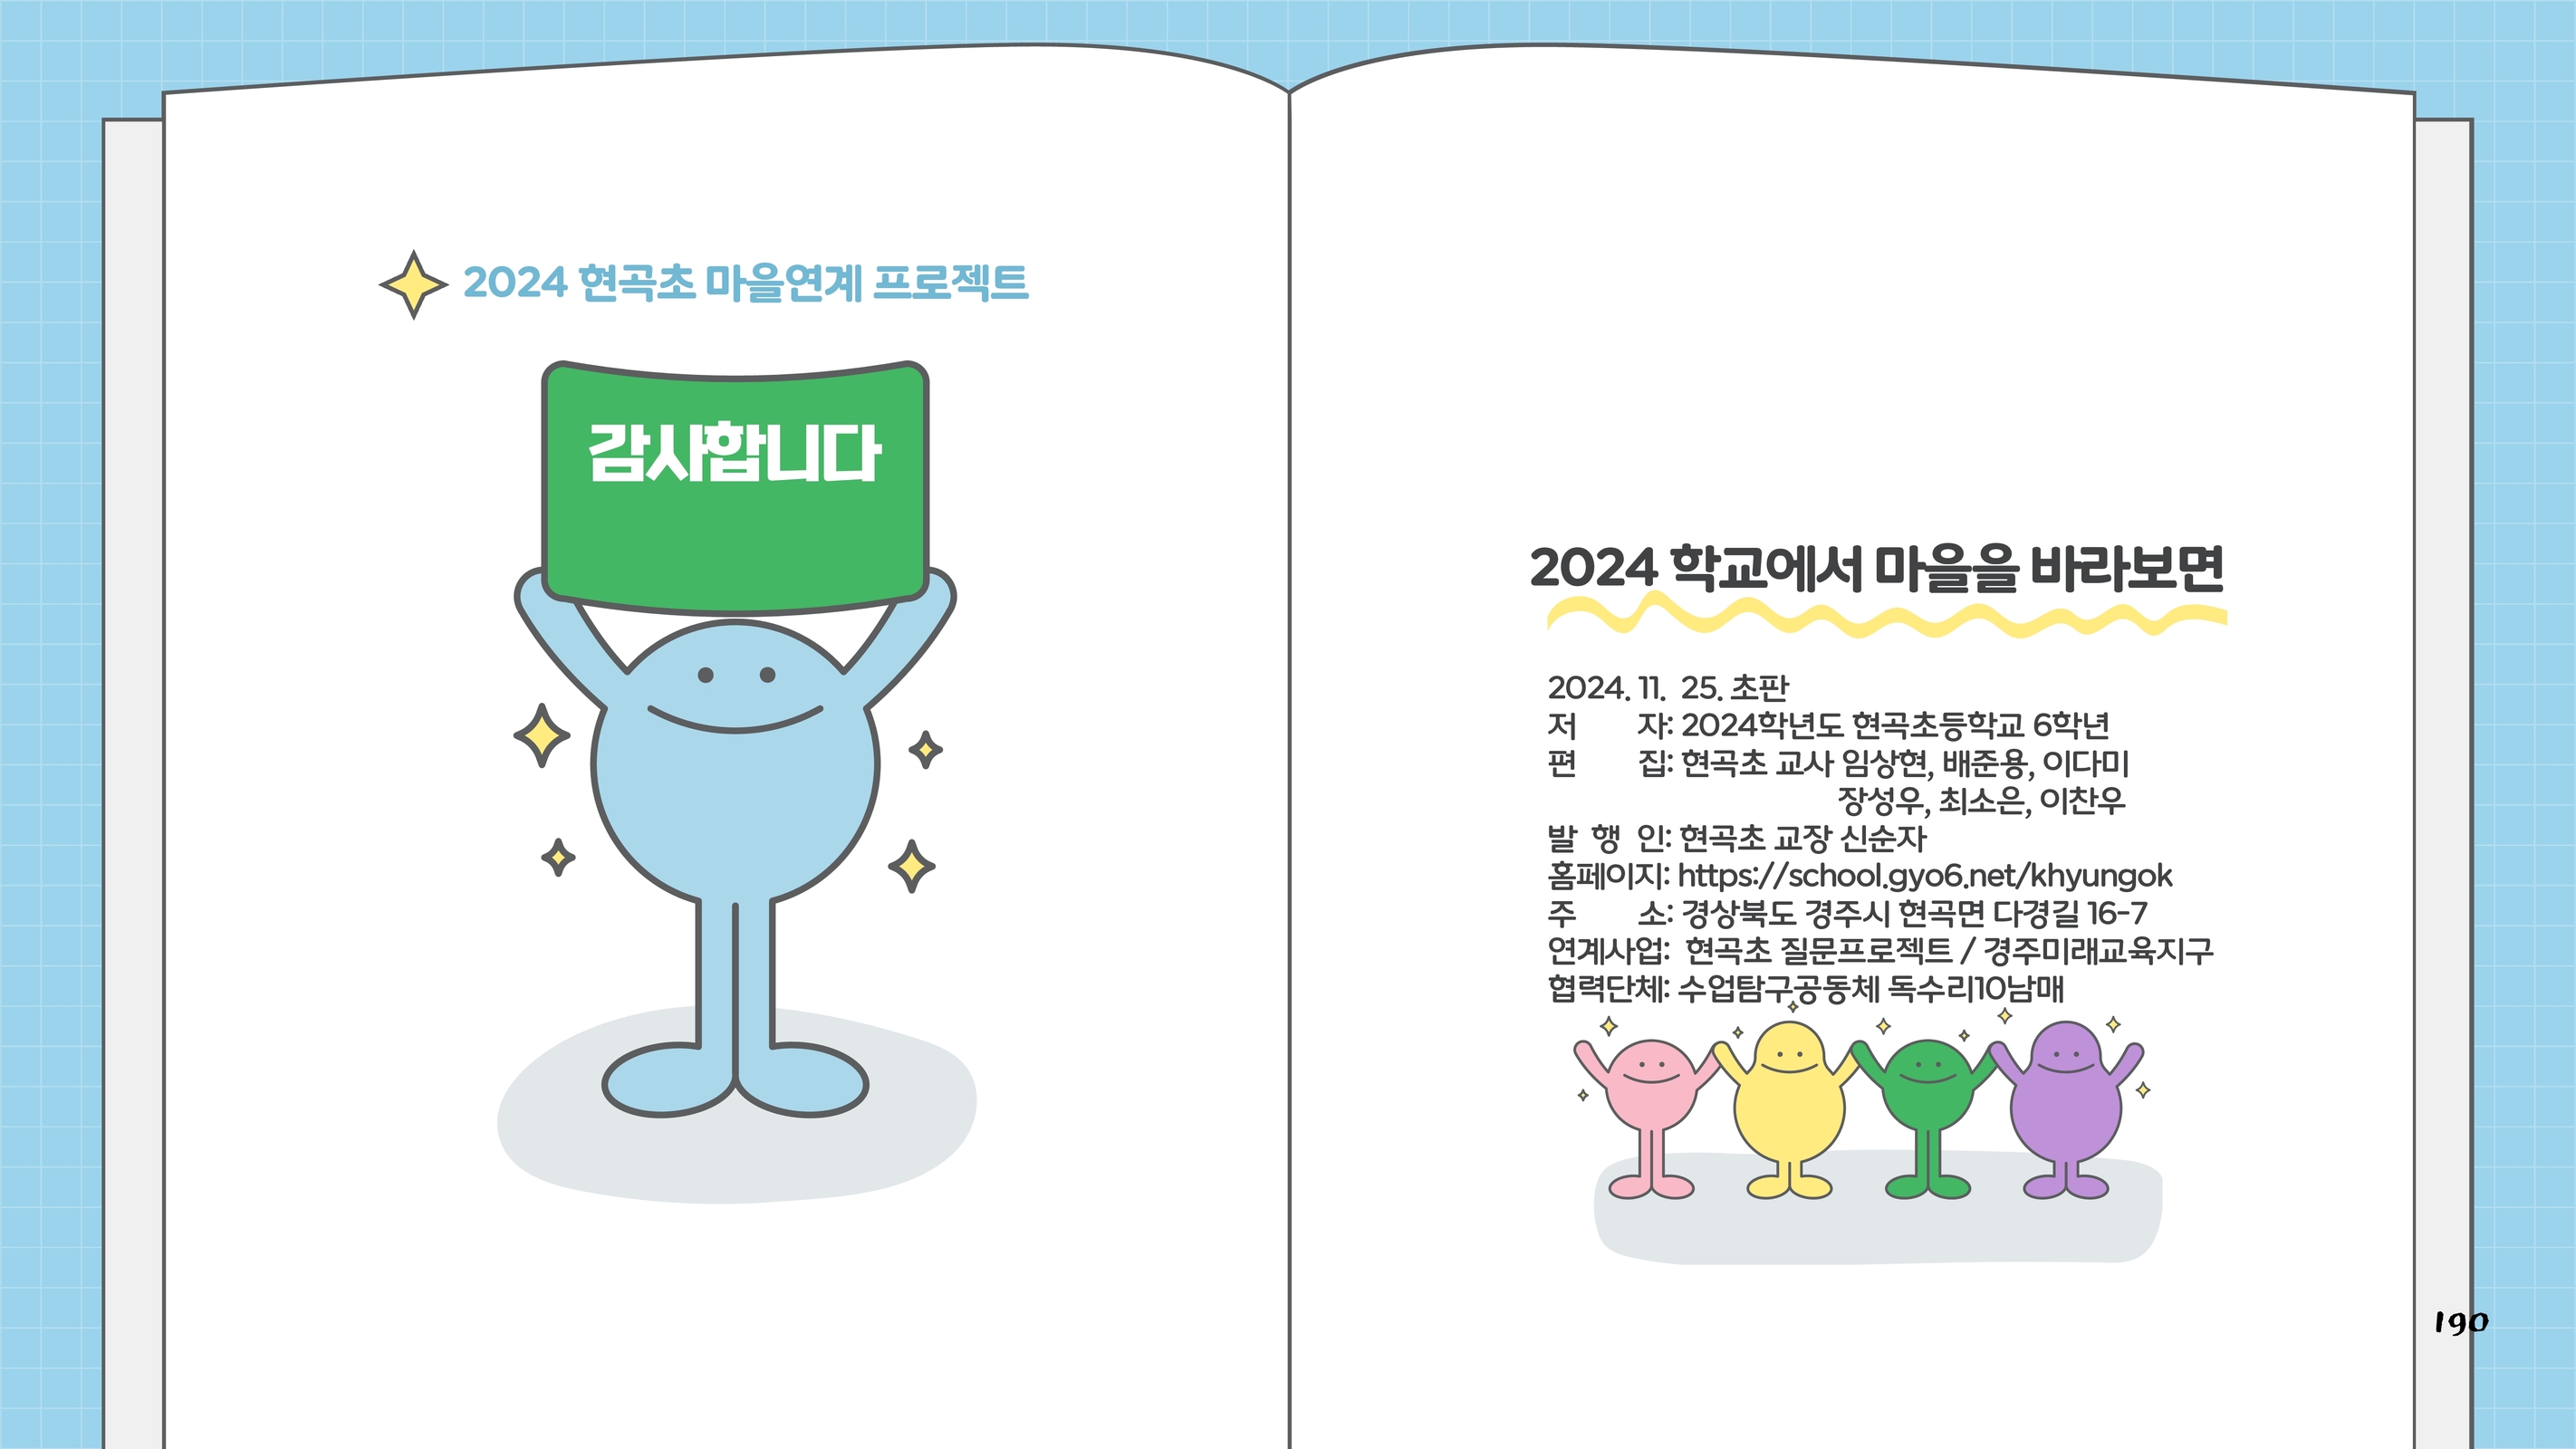 2024 현곡초 마을연계 프로젝트
감사합니다
2024 학교에서 마을을 바라보면
2024. 11. 25. 초판
저 자: 2024학년도 현곡초등학교 6학년
편 집: 현곡초 교사 임상현, 배준용, 이다미
장성우, 최소은, 이찬우
발 행 인: 현곡초 교장 신순자
홈페이지: https://school.gyo6.net/khyungok
주 소: 경상북도 경주시 현곡면 다경길 16-7
연계사업: 현곡초 질문프로젝트 / 경주미래교육지구
협력단체: 수업탐구공동체 독수리10남매
190